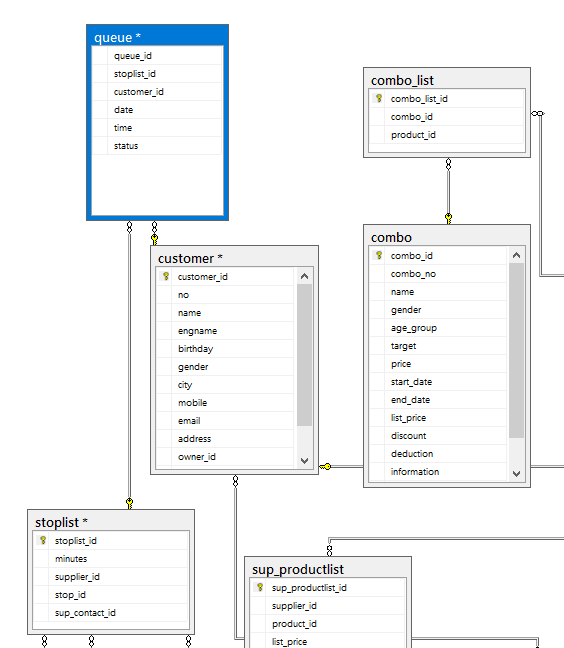 queue *
queue_id
stoplist_id
customer_id
date
time
status
combo_list
combo_list_id
combo_id
product_id
customer *
customer_id
no
name
engname
birthday
gender
city
mobile
email
address
owner_id
combo
combo_id
combo_no
name
gender
age_group
target
price
start_date
end_date
list_price
discount
deduction
information
stoplist *
stoplist_id
minutes
supplier_id
stop_id
sup_contact_id
sup_productlist
sup_productlist_id
supplier_id
product_id
list_price